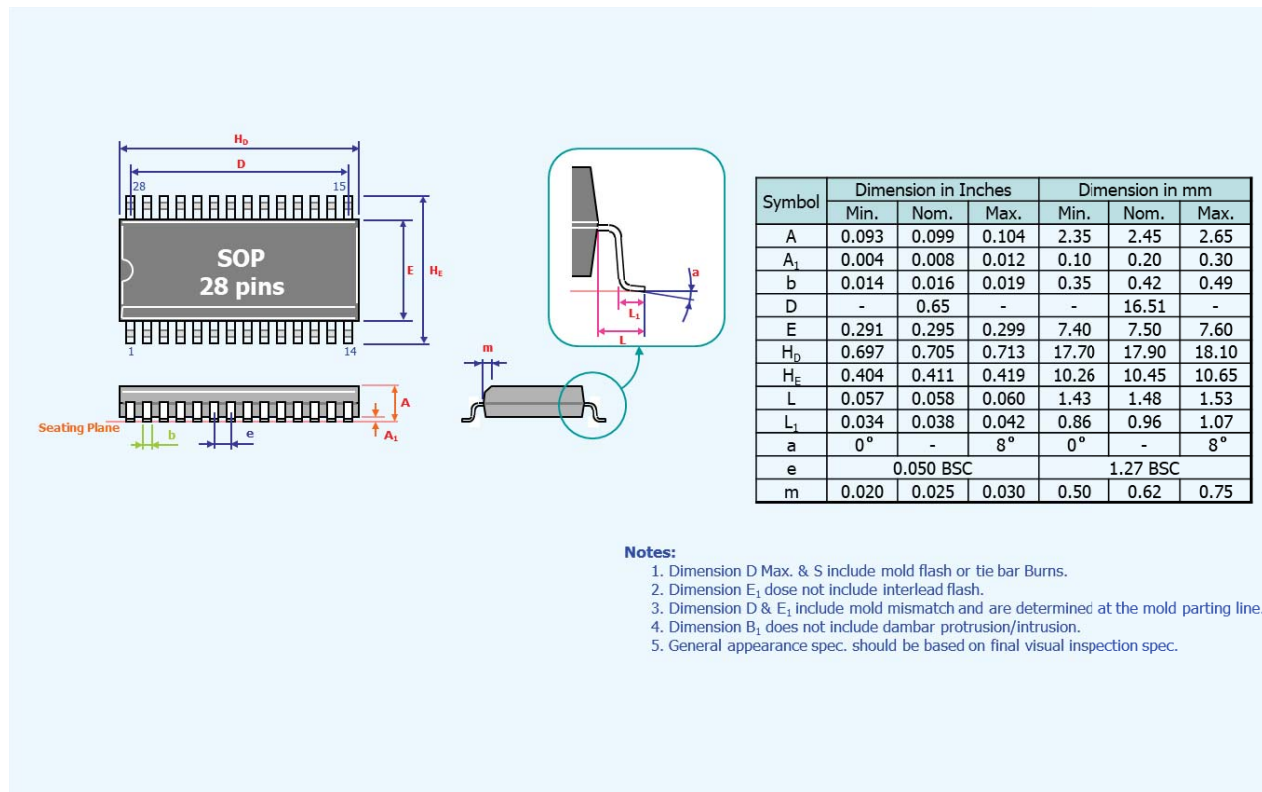 H_D
D
28 15
SOP
28 pins
E H_E
1 14
a
L₁
L
m
A
Seating Plane
b e A₁
Symbol Dimension in Inches Dimension in mm
Min. Nom. Max. Min. Nom. Max.
A 0.093 0.099 0.104 2.35 2.45 2.65
A₁ 0.004 0.008 0.012 0.10 0.20 0.30
b 0.014 0.016 0.019 0.35 0.42 0.49
D - 0.65 - - 16.51 -
E 0.291 0.295 0.299 7.40 7.50 7.60
H_D 0.697 0.705 0.713 17.70 17.90 18.10
H_E 0.404 0.411 0.419 10.26 10.45 10.65
L 0.057 0.058 0.060 1.43 1.48 1.53
L₁ 0.034 0.038 0.042 0.86 0.96 1.07
a 0° - 8° 0° - 8°
e 0.050 BSC 1.27 BSC
m 0.020 0.025 0.030 0.50 0.62 0.75
Notes:
1. Dimension D Max. & S include mold flash or tie bar Burns.
2. Dimension E₁ dose not include interlead flash.
3. Dimension D & E₁ include mold mismatch and are determined at the mold parting line.
4. Dimension B₁ does not include dambar protrusion/intrusion.
5. General appearance spec. should be based on final visual inspection spec.